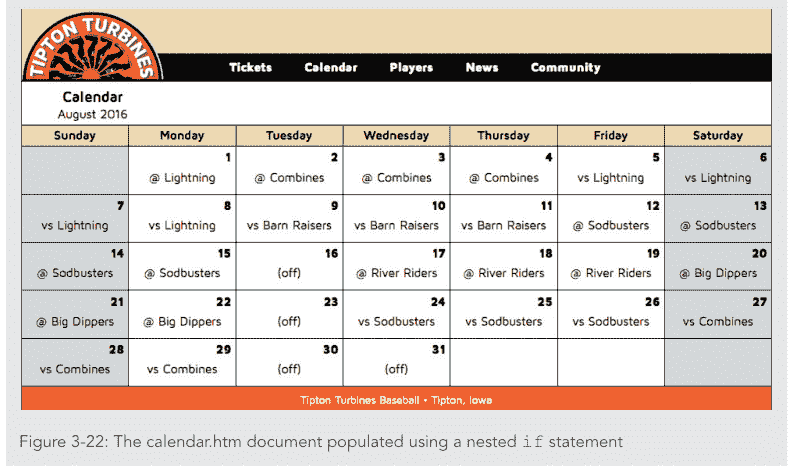 TIPTON TURBINES
Tickets Calendar Players News Community
Calendar
August 2016
Sunday Monday Tuesday Wednesday Thursday Friday Saturday
1 2 3 4 5 6
@ Lightning @ Combines @ Combines @ Combines vs Lightning vs Lightning
7 8 9 10 11 12 13
vs Lightning vs Lightning vs Barn Raisers vs Barn Raisers vs Barn Raisers @ Sodbusters @ Sodbusters
14 15 16 17 18 19 20
@ Sodbusters @ Sodbusters (off) @ River Riders @ River Riders @ River Riders @ Big Dippers
21 22 23 24 25 26 27
@ Big Dippers @ Big Dippers (off) vs Sodbusters vs Sodbusters vs Sodbusters vs Combines
28 29 30 31
vs Combines vs Combines (off) (off)
Tipton Turbines Baseball • Tipton, Iowa
Figure 3-22: The calendar.htm document populated using a nested if statement